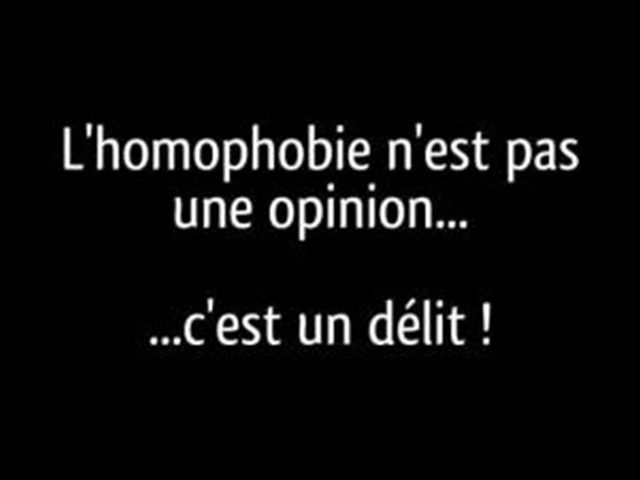 L'homophobie n'est pas
une opinion...
...c'est un délit !